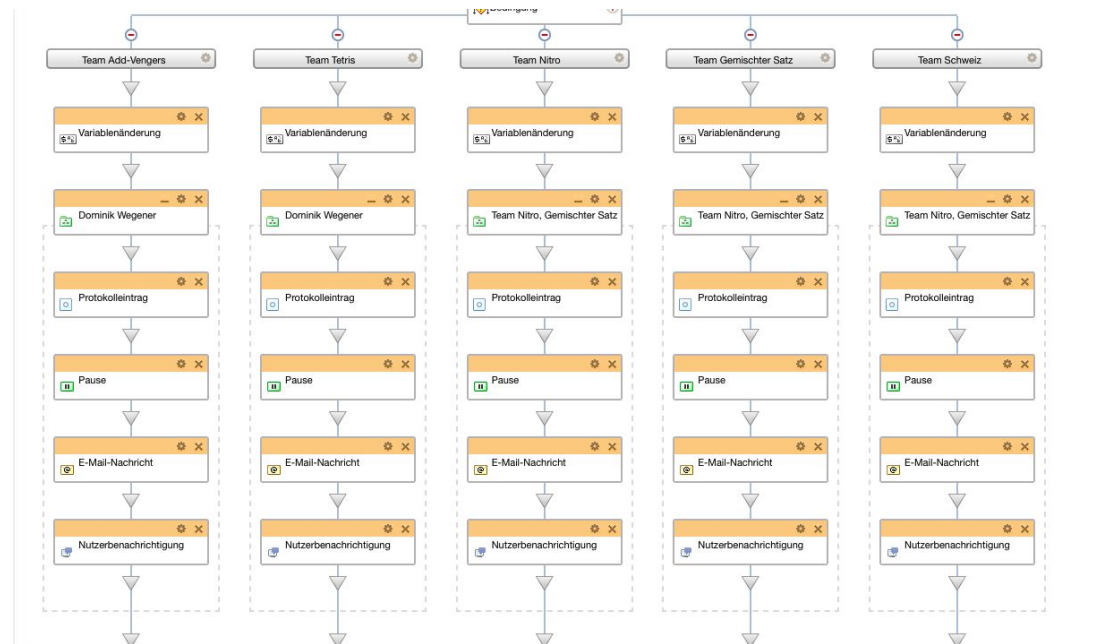 Bedingung
Team Add-Vengers
Team Tetris
Team Nitro
Team Gemischter Satz
Team Schweiz
Variablenänderung
Variablenänderung
Variablenänderung
Variablenänderung
Variablenänderung
Dominik Wegener
Dominik Wegener
Team Nitro, Gemischter Satz
Team Nitro, Gemischter Satz
Team Nitro, Gemischter Satz
Protokolleintrag
Protokolleintrag
Protokolleintrag
Protokolleintrag
Protokolleintrag
Pause
Pause
Pause
Pause
Pause
E-Mail-Nachricht
E-Mail-Nachricht
E-Mail-Nachricht
E-Mail-Nachricht
E-Mail-Nachricht
Nutzerbenachrichtigung
Nutzerbenachrichtigung
Nutzerbenachrichtigung
Nutzerbenachrichtigung
Nutzerbenachrichtigung